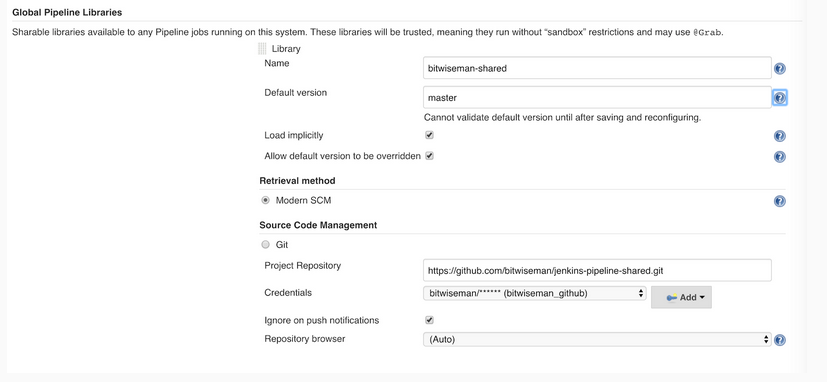 Global Pipeline Libraries
Sharable libraries available to any Pipeline jobs running on this system. These libraries will be trusted, meaning they run without “sandbox” restrictions and may use @Grab.
Library
Name
bitwiseman-shared
Default version
master
Cannot validate default version until after saving and reconfiguring.
Load implicitly
Allow default version to be overridden
Retrieval method
Modern SCM
Source Code Management
Git
Project Repository
https://github.com/bitwiseman/jenkins-pipeline-shared.git
Credentials
bitwiseman/****** (bitwiseman_github)
Add
Ignore on push notifications
Repository browser
(Auto)